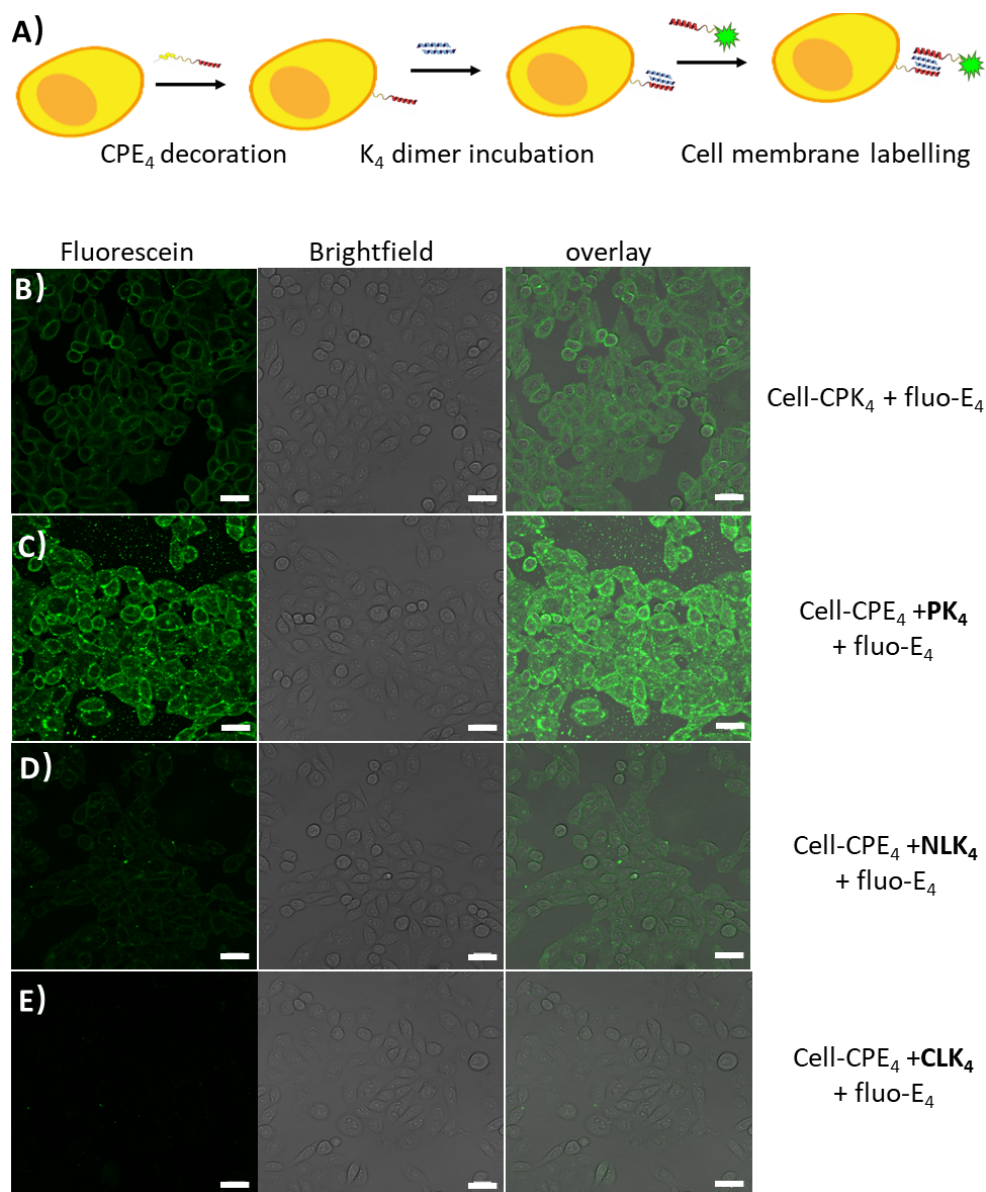 A)
CPE₄ decoration
K₄ dimer incubation
Cell membrane labelling
Fluorescein
Brightfield
overlay
B)
Cell-CPK₄ + fluo-E₄
C)
Cell-CPE₄ +PK₄
+ fluo-E₄
D)
Cell-CPE₄ +NLK₄
+ fluo-E₄
E)
Cell-CPE₄ +CLK₄
+ fluo-E₄